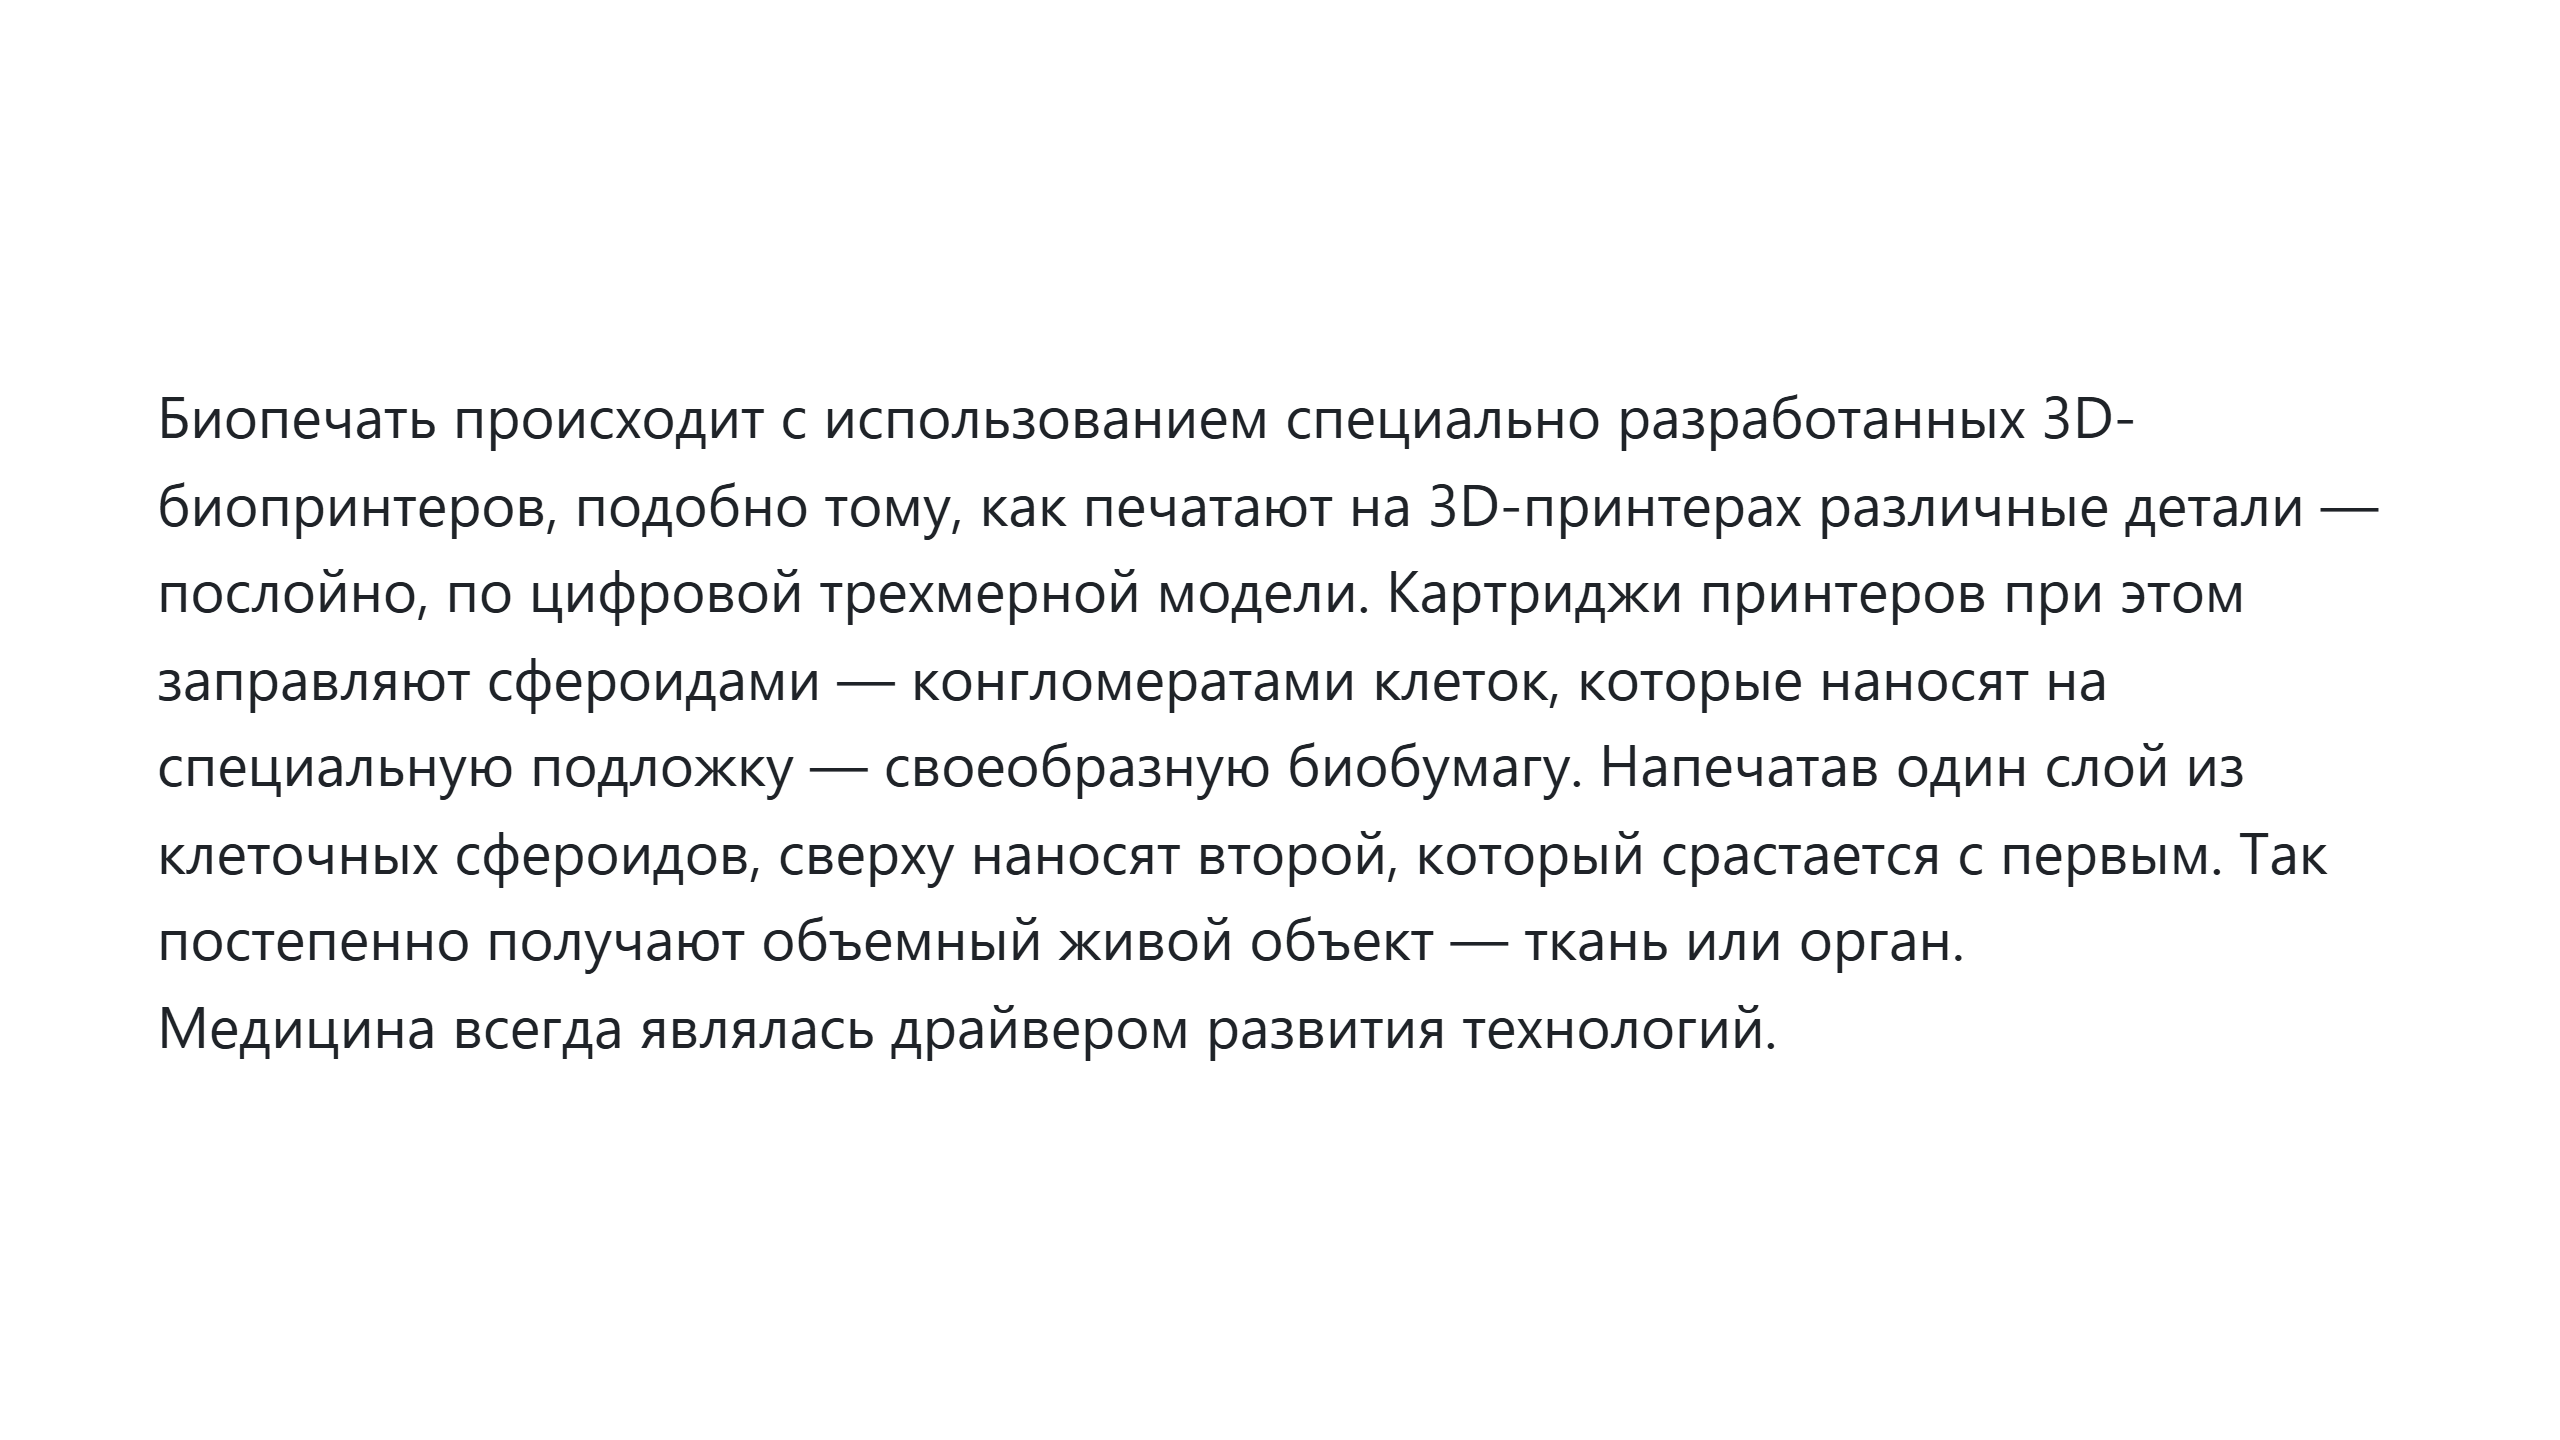 Биопечать происходит с использованием специально разработанных 3D-
биопринтеров, подобно тому, как печатают на 3D-принтерах различные детали —
послойно, по цифровой трехмерной модели. Картриджи принтеров при этом
заправляют сфероидами — конгломератами клеток, которые наносят на
специальную подложку — своеобразную биобумагу. Напечатав один слой из
клеточных сфероидов, сверху наносят второй, который срастается с первым. Так
постепенно получают объемный живой объект — ткань или орган.
Медицина всегда являлась драйвером развития технологий.